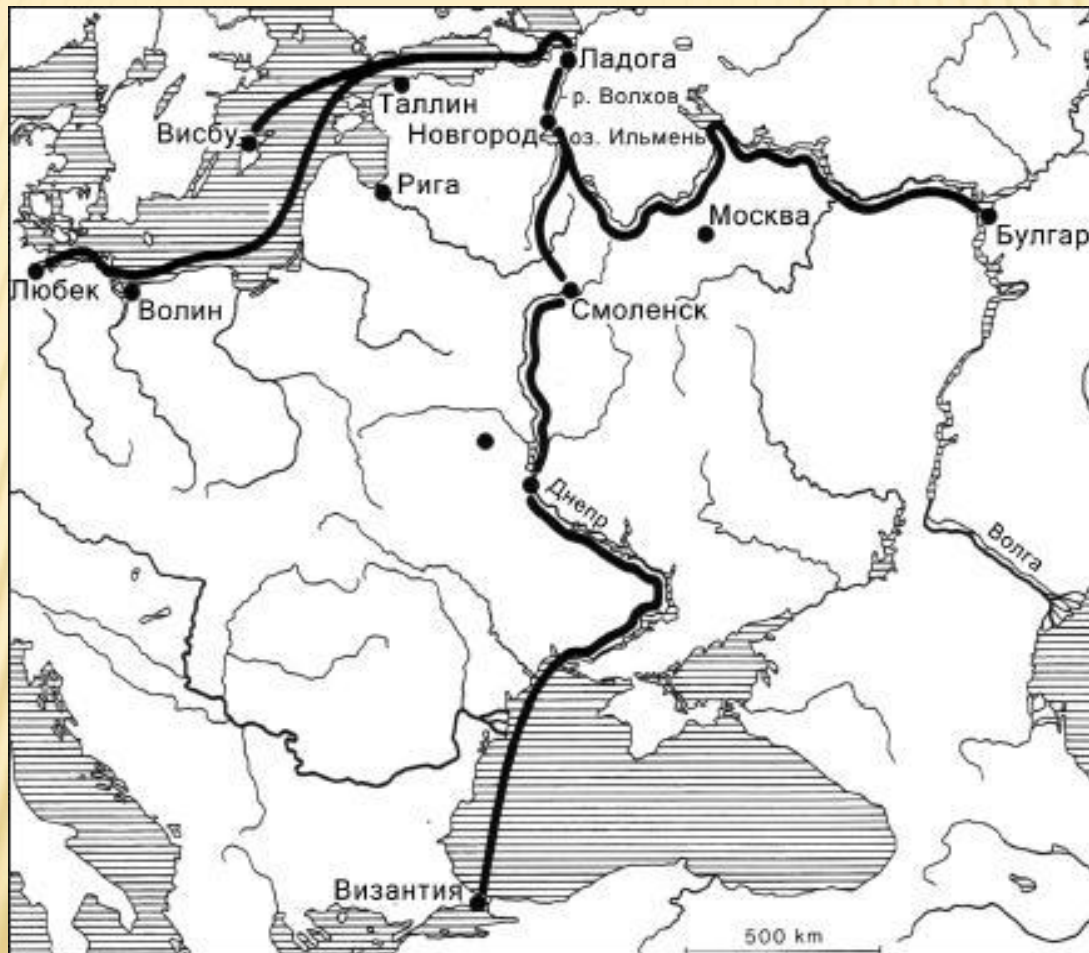 Ладога
р. Волхов
Таллин
Новгород
оз. Ильмень
Висбу
Рига
Москва
Булгар
Любек
Волин
Смоленск
Днепр
Волга
Византия
500 km